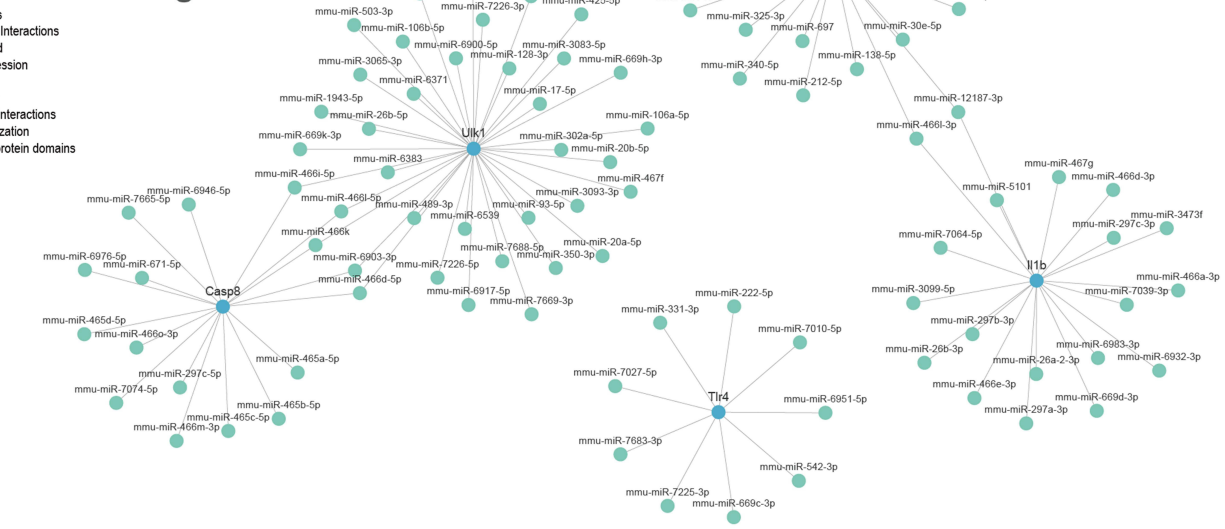 Interactions
ession
nteractions
zation
rotein domains
mmu-miR-7226-3p
mmu-miR-503-3p
mmu-miR-106b-5p
mmu-miR-6900-5p
mmu-miR-3083-5p
mmu-miR-128-3p
mmu-miR-3065-3p
mmu-miR-669h-3p
mmu-miR-6371
mmu-miR-17-5p
mmu-miR-1943-5p
mmu-miR-26b-5p
mmu-miR-106a-5p
Ulk1
mmu-miR-669k-3p
mmu-miR-302a-5p
mmu-miR-20b-5p
mmu-miR-6383
mmu-miR-466i-5p
mmu-miR-467f
mmu-miR-3093-3p
mmu-miR-466l-5p
mmu-miR-489-3p
mmu-miR-93-5p
mmu-miR-6539
mmu-miR-6946-5p
mmu-miR-7665-5p
mmu-miR-466k
mmu-miR-20a-5p
mmu-miR-7688-5p
mmu-miR-350-3p
mmu-miR-6903-3p
mmu-miR-7226-5p
mmu-miR-466d-5p
mmu-miR-6976-5p
mmu-miR-671-5p
mmu-miR-6917-5p
mmu-miR-7669-3p
Casp8
mmu-miR-465d-5p
mmu-miR-466o-3p
mmu-miR-465a-5p
mmu-miR-297c-5p
mmu-miR-7074-5p
mmu-miR-465b-5p
mmu-miR-465c-5p
mmu-miR-466m-3p
mmu-miR-222-5p
mmu-miR-331-3p
mmu-miR-7010-5p
mmu-miR-7027-5p
Tlr4
mmu-miR-6951-5p
mmu-miR-7683-3p
mmu-miR-542-3p
mmu-miR-7225-3p
mmu-miR-669c-3p
mmu-miR-325-3p
mmu-miR-697
mmu-miR-30e-5p
mmu-miR-138-5p
mmu-miR-340-5p
mmu-miR-212-5p
mmu-miR-12187-3p
mmu-miR-466l-3p
mmu-miR-467g
mmu-miR-466d-3p
mmu-miR-5101
mmu-miR-3473f
mmu-miR-297c-3p
mmu-miR-7064-5p
Il1b
mmu-miR-466a-3p
mmu-miR-3099-5p
mmu-miR-7039-3p
mmu-miR-297b-3p
mmu-miR-26b-3p
mmu-miR-6983-3p
mmu-miR-26a-2-3p
mmu-miR-6932-3p
mmu-miR-466e-3p
mmu-miR-669d-3p
mmu-miR-297a-3p